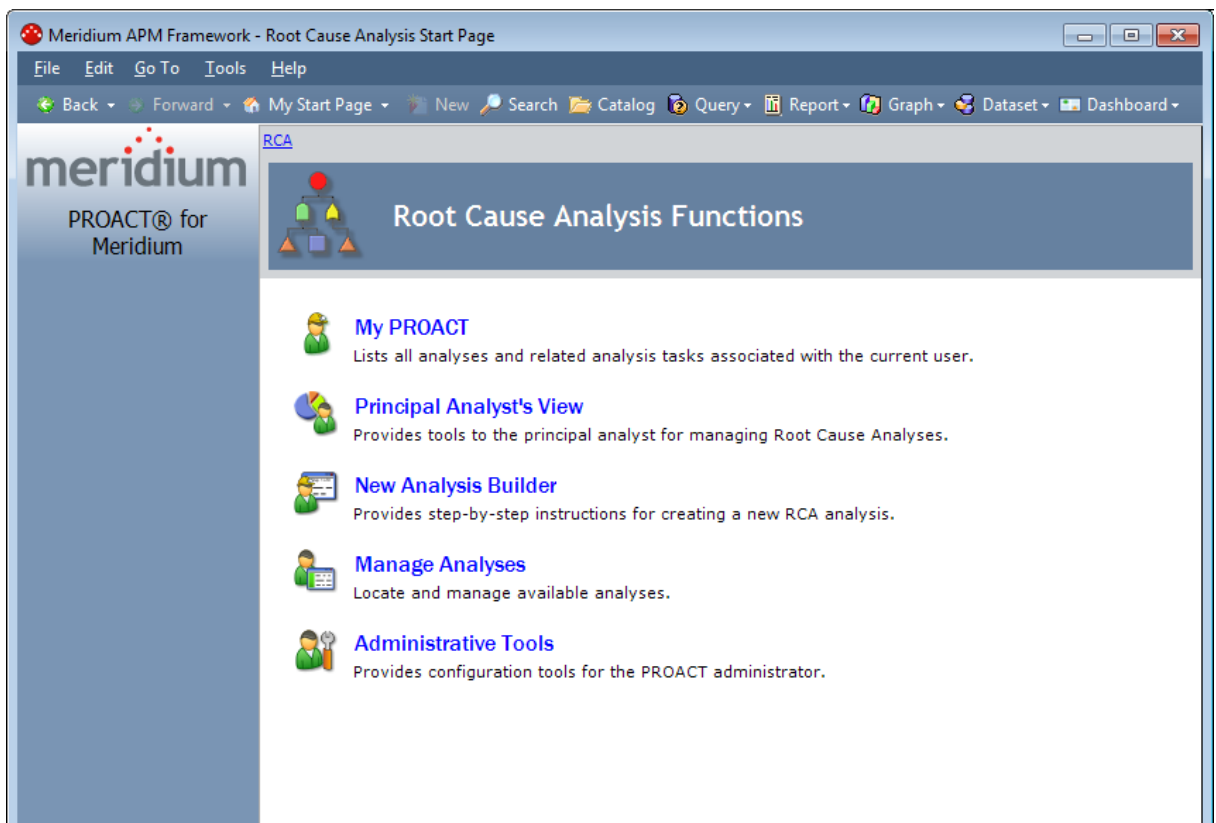 Meridium APM Framework - Root Cause Analysis Start Page
File Edit Go To Tools Help
Back Forward My Start Page New Search Catalog Query Report Graph Dataset Dashboard
meridium
PROACT® for
Meridium
RCA
Root Cause Analysis Functions
My PROACT
Lists all analyses and related analysis tasks associated with the current user.
Principal Analyst's View
Provides tools to the principal analyst for managing Root Cause Analyses.
New Analysis Builder
Provides step-by-step instructions for creating a new RCA analysis.
Manage Analyses
Locate and manage available analyses.
Administrative Tools
Provides configuration tools for the PROACT administrator.